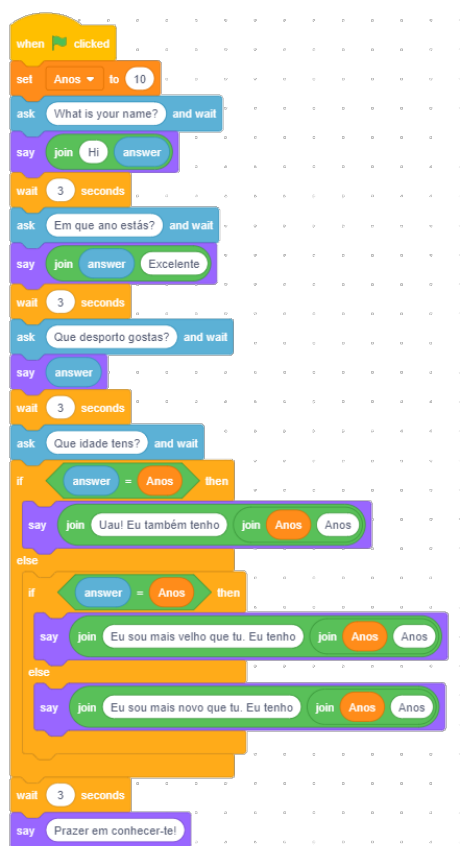 when clicked
set Anos to 10
ask What is your name? and wait
say join Hi answer
wait 3 seconds
ask Em que ano estás? and wait
say join answer Excelente
wait 3 seconds
ask Que desporto gostas? and wait
say answer
wait 3 seconds
ask Que idade tens? and wait
if answer = Anos then
say join Uau! Eu também tenho join Anos Anos
else
if answer = Anos then
say join Eu sou mais velho que tu. Eu tenho join Anos Anos
else
say join Eu sou mais novo que tu. Eu tenho join Anos Anos
wait 3 seconds
say Prazer em conhecer-te!